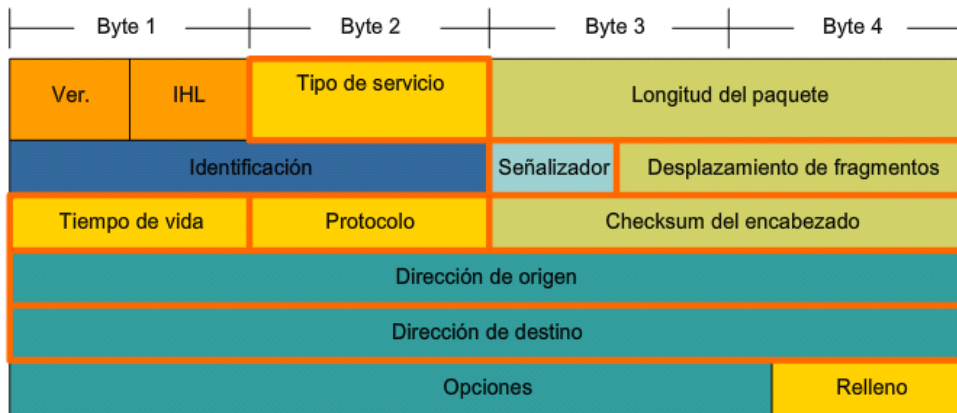 Byte 1 Byte 2 Byte 3 Byte 4
Ver. IHL Tipo de servicio Longitud del paquete
Identificación Señalizador Desplazamiento de fragmentos
Tiempo de vida Protocolo Checksum del encabezado
Dirección de origen
Dirección de destino
Opciones Relleno